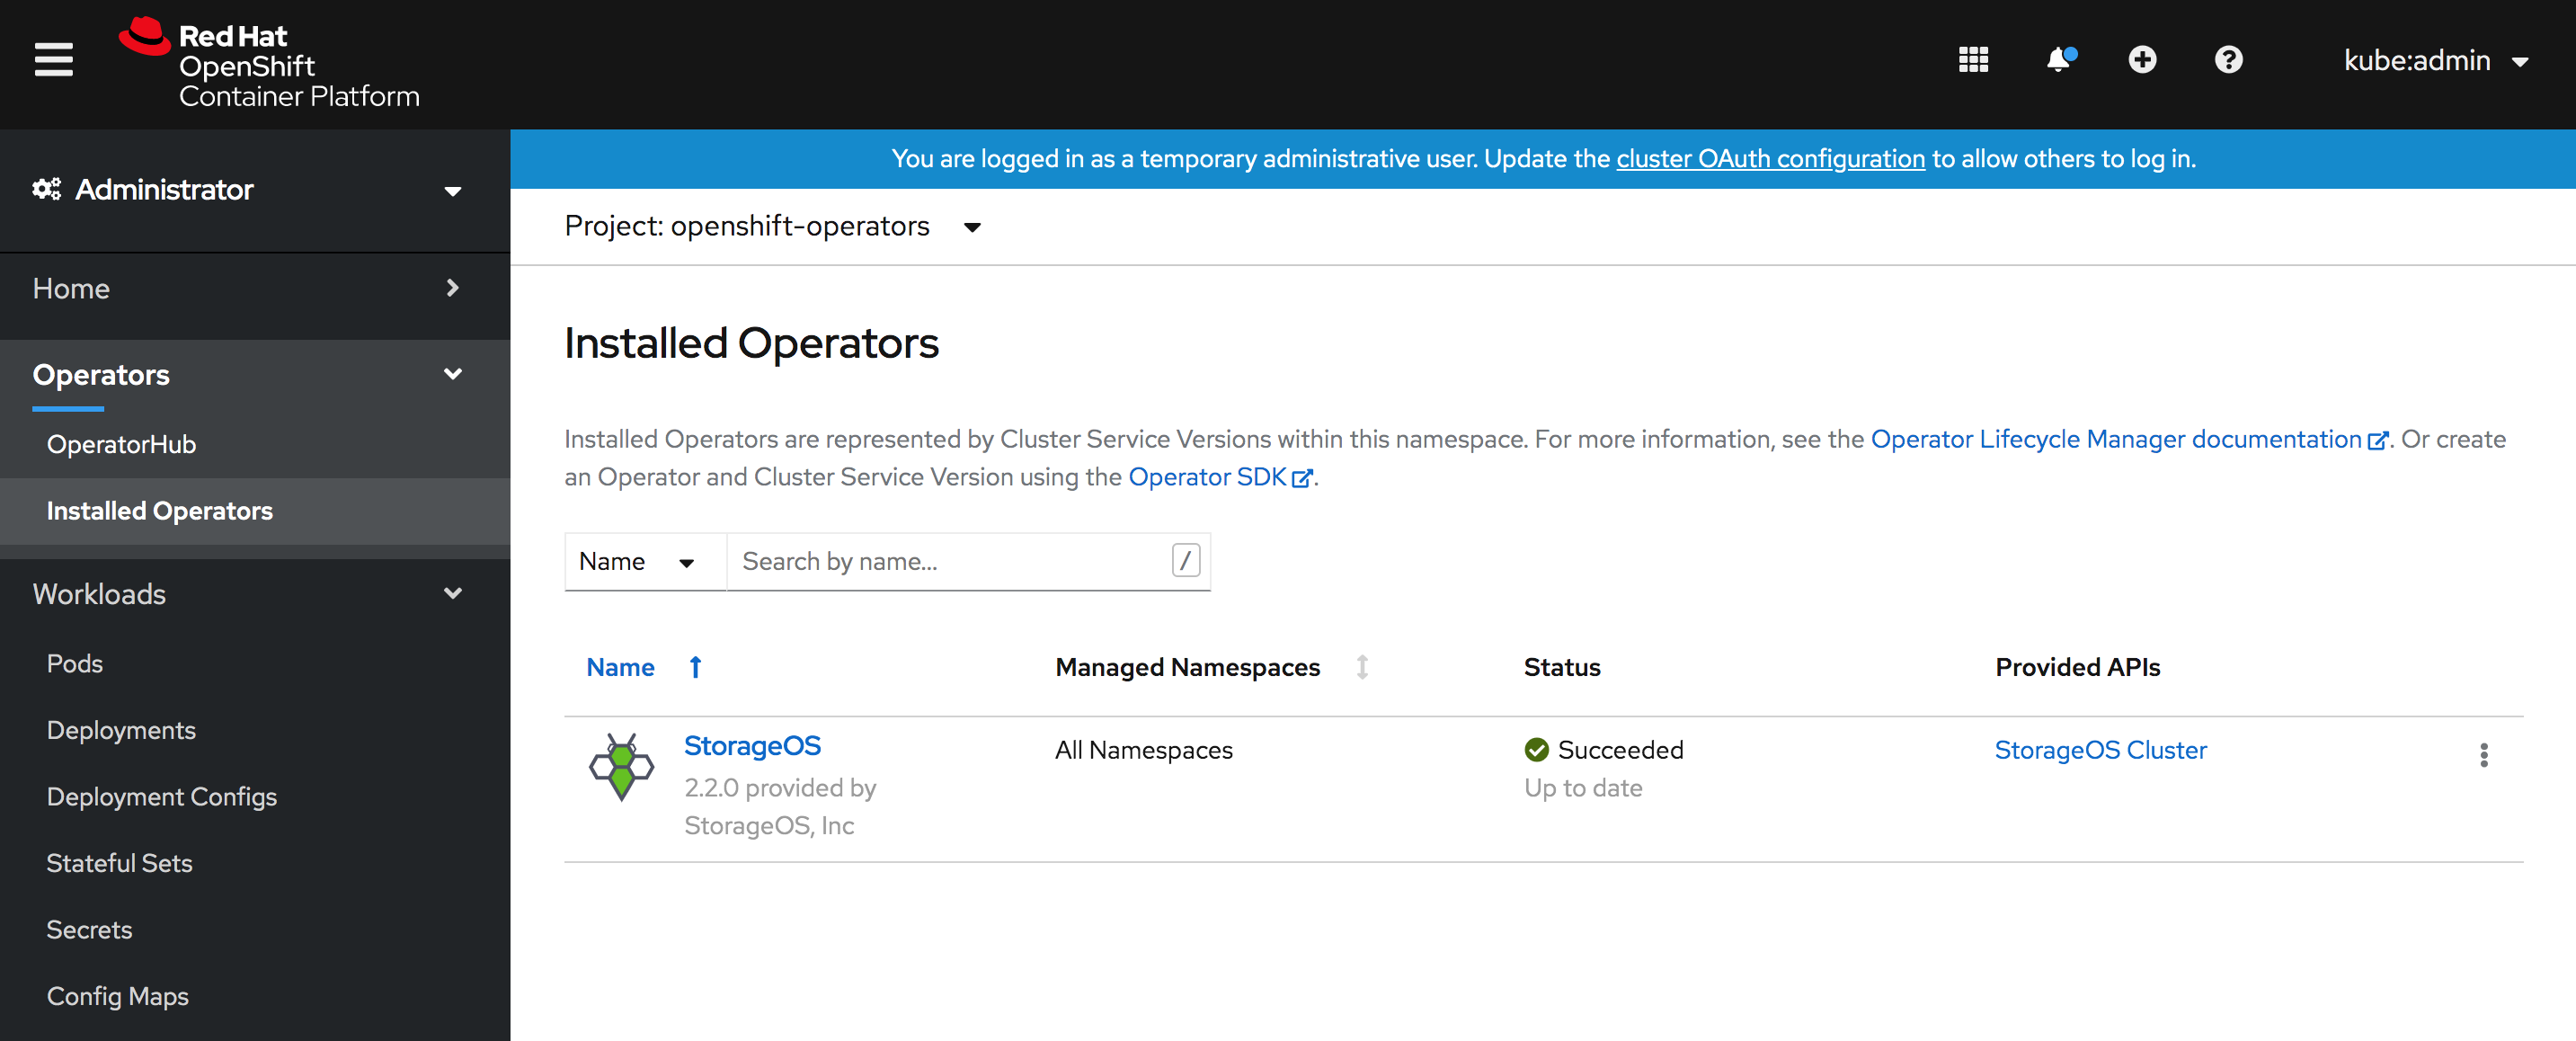 Red Hat
OpenShift
Container Platform
kube:admin
Administrator
You are logged in as a temporary administrative user. Update the cluster OAuth configuration to allow others to log in.
Project: openshift-operators
Home
Operators
OperatorHub
Installed Operators
Workloads
Pods
Deployments
Deployment Configs
Stateful Sets
Secrets
Config Maps
Installed Operators
Installed Operators are represented by Cluster Service Versions within this namespace. For more information, see the Operator Lifecycle Manager documentation. Or create
an Operator and Cluster Service Version using the Operator SDK.
Name
Search by name...
/
Name
Managed Namespaces
Status
Provided APIs
StorageOS
2.2.0 provided by
StorageOS, Inc
All Namespaces
Succeeded
Up to date
StorageOS Cluster